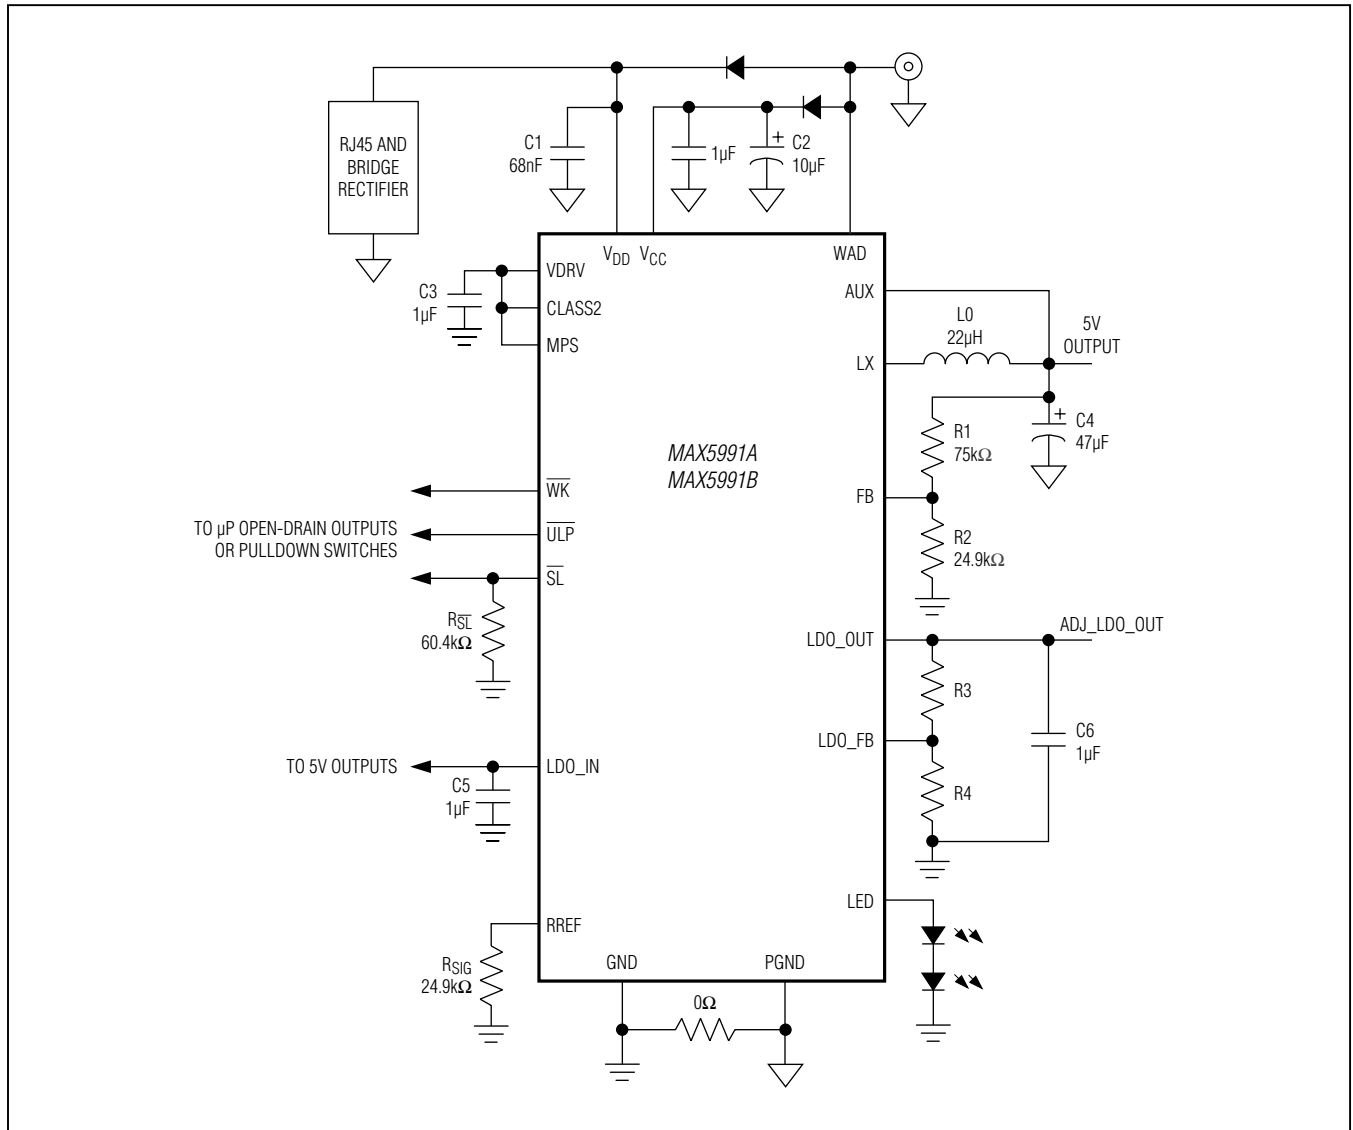 RJ45 AND
BRIDGE
RECTIFIER
C1
68nF
1µF
+
C2
10µF
VDD
VCC
WAD
C3
1µF
VDRV
CLASS2
MPS
AUX
LX
L0
22µH
5V
OUTPUT
R1
75kΩ
+
C4
47µF
MAX5991A
MAX5991B
FB
R2
24.9kΩ
WK
TO µP OPEN-DRAIN OUTPUTS
OR PULLDOWN SWITCHES
ULP
SL
RSL
60.4kΩ
LDO_OUT
ADJ_LDO_OUT
R3
LDO_FB
C6
1µF
R4
TO 5V OUTPUTS
LDO_IN
C5
1µF
LED
RREF
RSIG
24.9kΩ
GND
PGND
0Ω